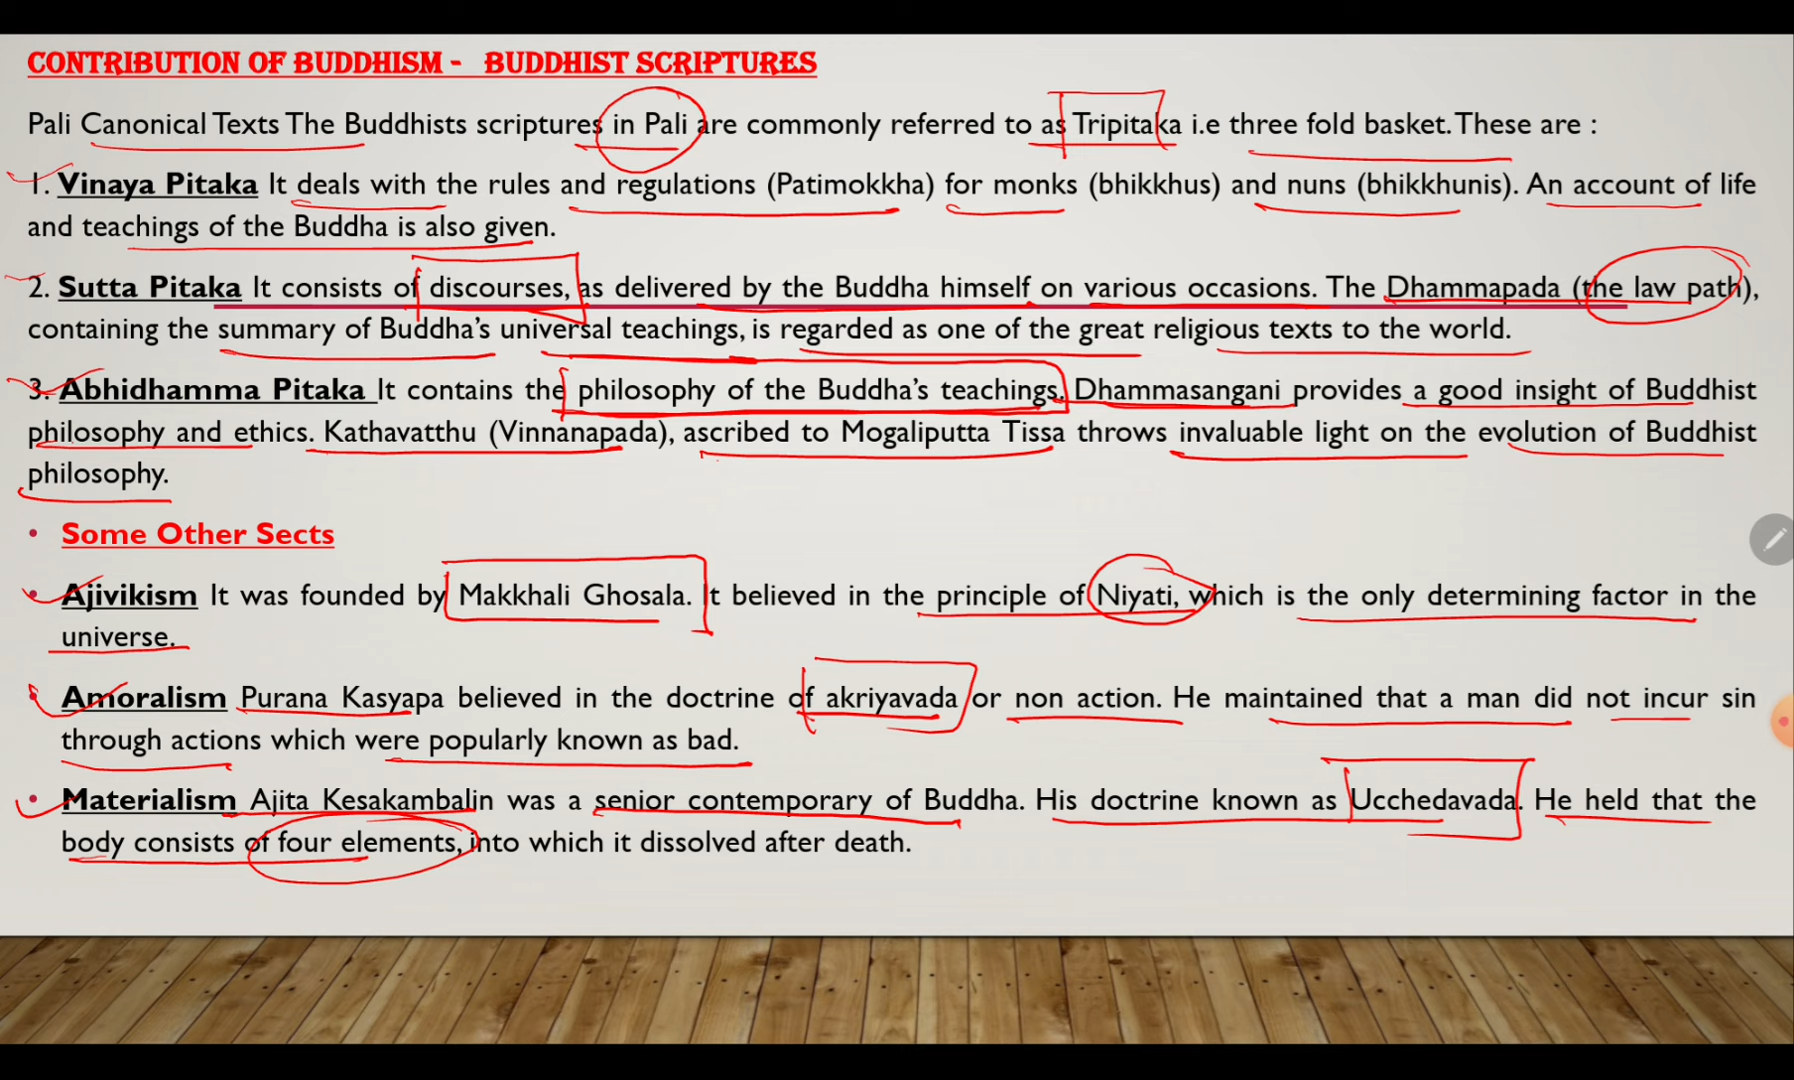 CONTRIBUTION OF BUDDHISM - BUDDHIST SCRIPTURES
Pali Canonical Texts The Buddhists scriptures in Pali are commonly referred to as Tripitaka i.e three fold basket. These are :
1. Vinaya Pitaka It deals with the rules and regulations (Patimokkha) for monks (bhikkhus) and nuns (bhikkhunis). An account of life
and teachings of the Buddha is also given.
2. Sutta Pitaka It consists of discourses, as delivered by the Buddha himself on various occasions. The Dhammapada (the law path),
containing the summary of Buddha's universal teachings, is regarded as one of the great religious texts to the world.
3. Abhidhamma Pitaka It contains the philosophy of the Buddha's teachings. Dhammasangani provides a good insight of Buddhist
philosophy and ethics. Kathavatthu (Vinnanapada), ascribed to Mogaliputta Tissa throws invaluable light on the evolution of Buddhist
philosophy.
• Some Other Sects
• Ajivikism It was founded by Makkhali Ghosala. It believed in the principle of Niyati, which is the only determining factor in the
universe.
• Amoralism Purana Kasyapa believed in the doctrine of akriyavada or non action. He maintained that a man did not incur sin
through actions which were popularly known as bad.
• Materialism Ajita Kesakambalin was a senior contemporary of Buddha. His doctrine known as Ucchedavada. He held that the
body consists of four elements, into which it dissolved after death.